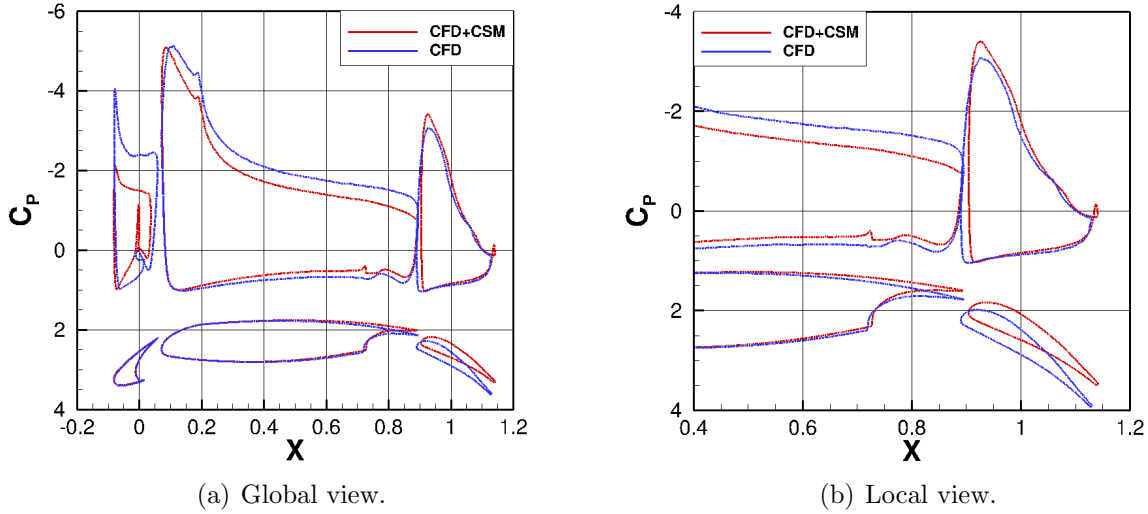 -6
-4
-2
0
2
4
C_P
CFD+CSM
CFD
-0.2 0 0.2 0.4 0.6 0.8 1 1.2
X
(a) Global view.
-4
-2
0
2
4
C_P
CFD+CSM
CFD
0.4 0.6 0.8 1 1.2
X
(b) Local view.